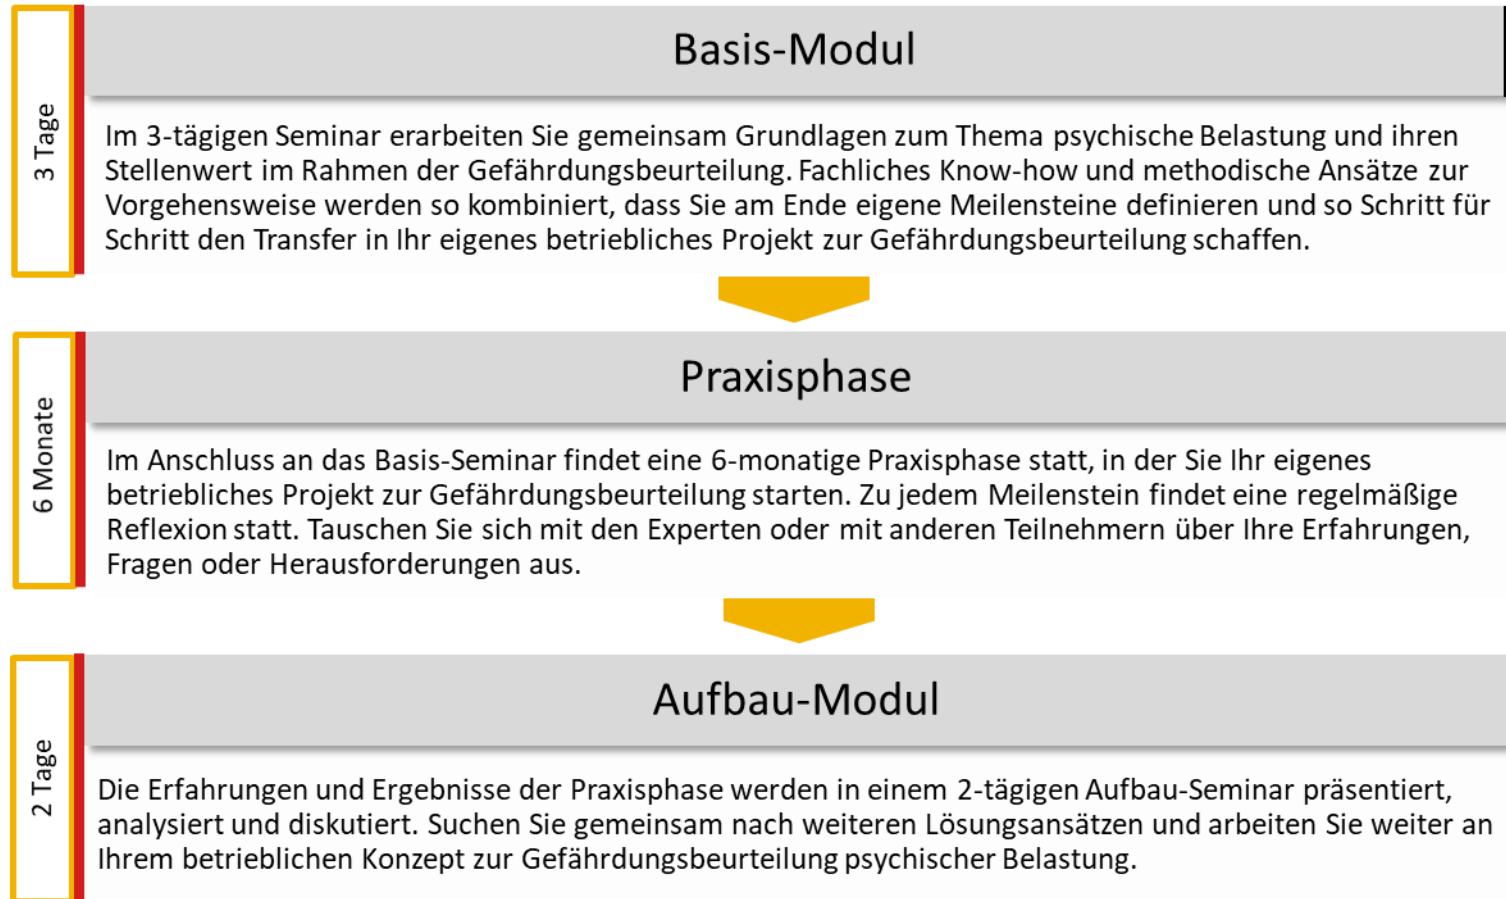 Basis-Modul
3 Tage
Im 3-tägigen Seminar erarbeiten Sie gemeinsam Grundlagen zum Thema psychische Belastung und ihren
Stellenwert im Rahmen der Gefährdungsbeurteilung. Fachliches Know-how und methodische Ansätze zur
Vorgehensweise werden so kombiniert, dass Sie am Ende eigene Meilensteine definieren und so Schritt für
Schritt den Transfer in Ihr eigenes betriebliches Projekt zur Gefährdungsbeurteilung schaffen.
Praxisphase
6 Monate
Im Anschluss an das Basis-Seminar findet eine 6-monatige Praxisphase statt, in der Sie Ihr eigenes
betriebliches Projekt zur Gefährdungsbeurteilung starten. Zu jedem Meilenstein findet eine regelmäßige
Reflexion statt. Tauschen Sie sich mit den Experten oder mit anderen Teilnehmern über Ihre Erfahrungen,
Fragen oder Herausforderungen aus.
Aufbau-Modul
2 Tage
Die Erfahrungen und Ergebnisse der Praxisphase werden in einem 2-tägigen Aufbau-Seminar präsentiert,
analysiert und diskutiert. Suchen Sie gemeinsam nach weiteren Lösungsansätzen und arbeiten Sie weiter an
Ihrem betrieblichen Konzept zur Gefährdungsbeurteilung psychischer Belastung.